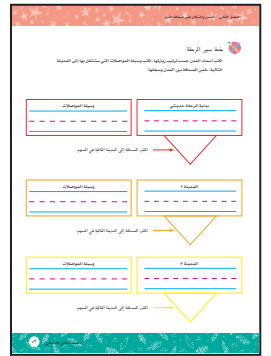 خط سير الرحلة
اكتب أسماء المدن حسب ترتيب زيارتها. اكتب وسيلة المواصلات التي ستنتقل بها إلى المدينة
التالية. خمن المسافة بين المدن وسجلها.
بداية الرحلة مدينتي
وسيلة المواصلات
اكتب المسافة إلى المدينة التالية في السهم
المدينة ٢
وسيلة المواصلات
اكتب المسافة إلى المدينة التالية في السهم
المدينة ٣
وسيلة المواصلات
اكتب المسافة إلى المدينة التالية في السهم